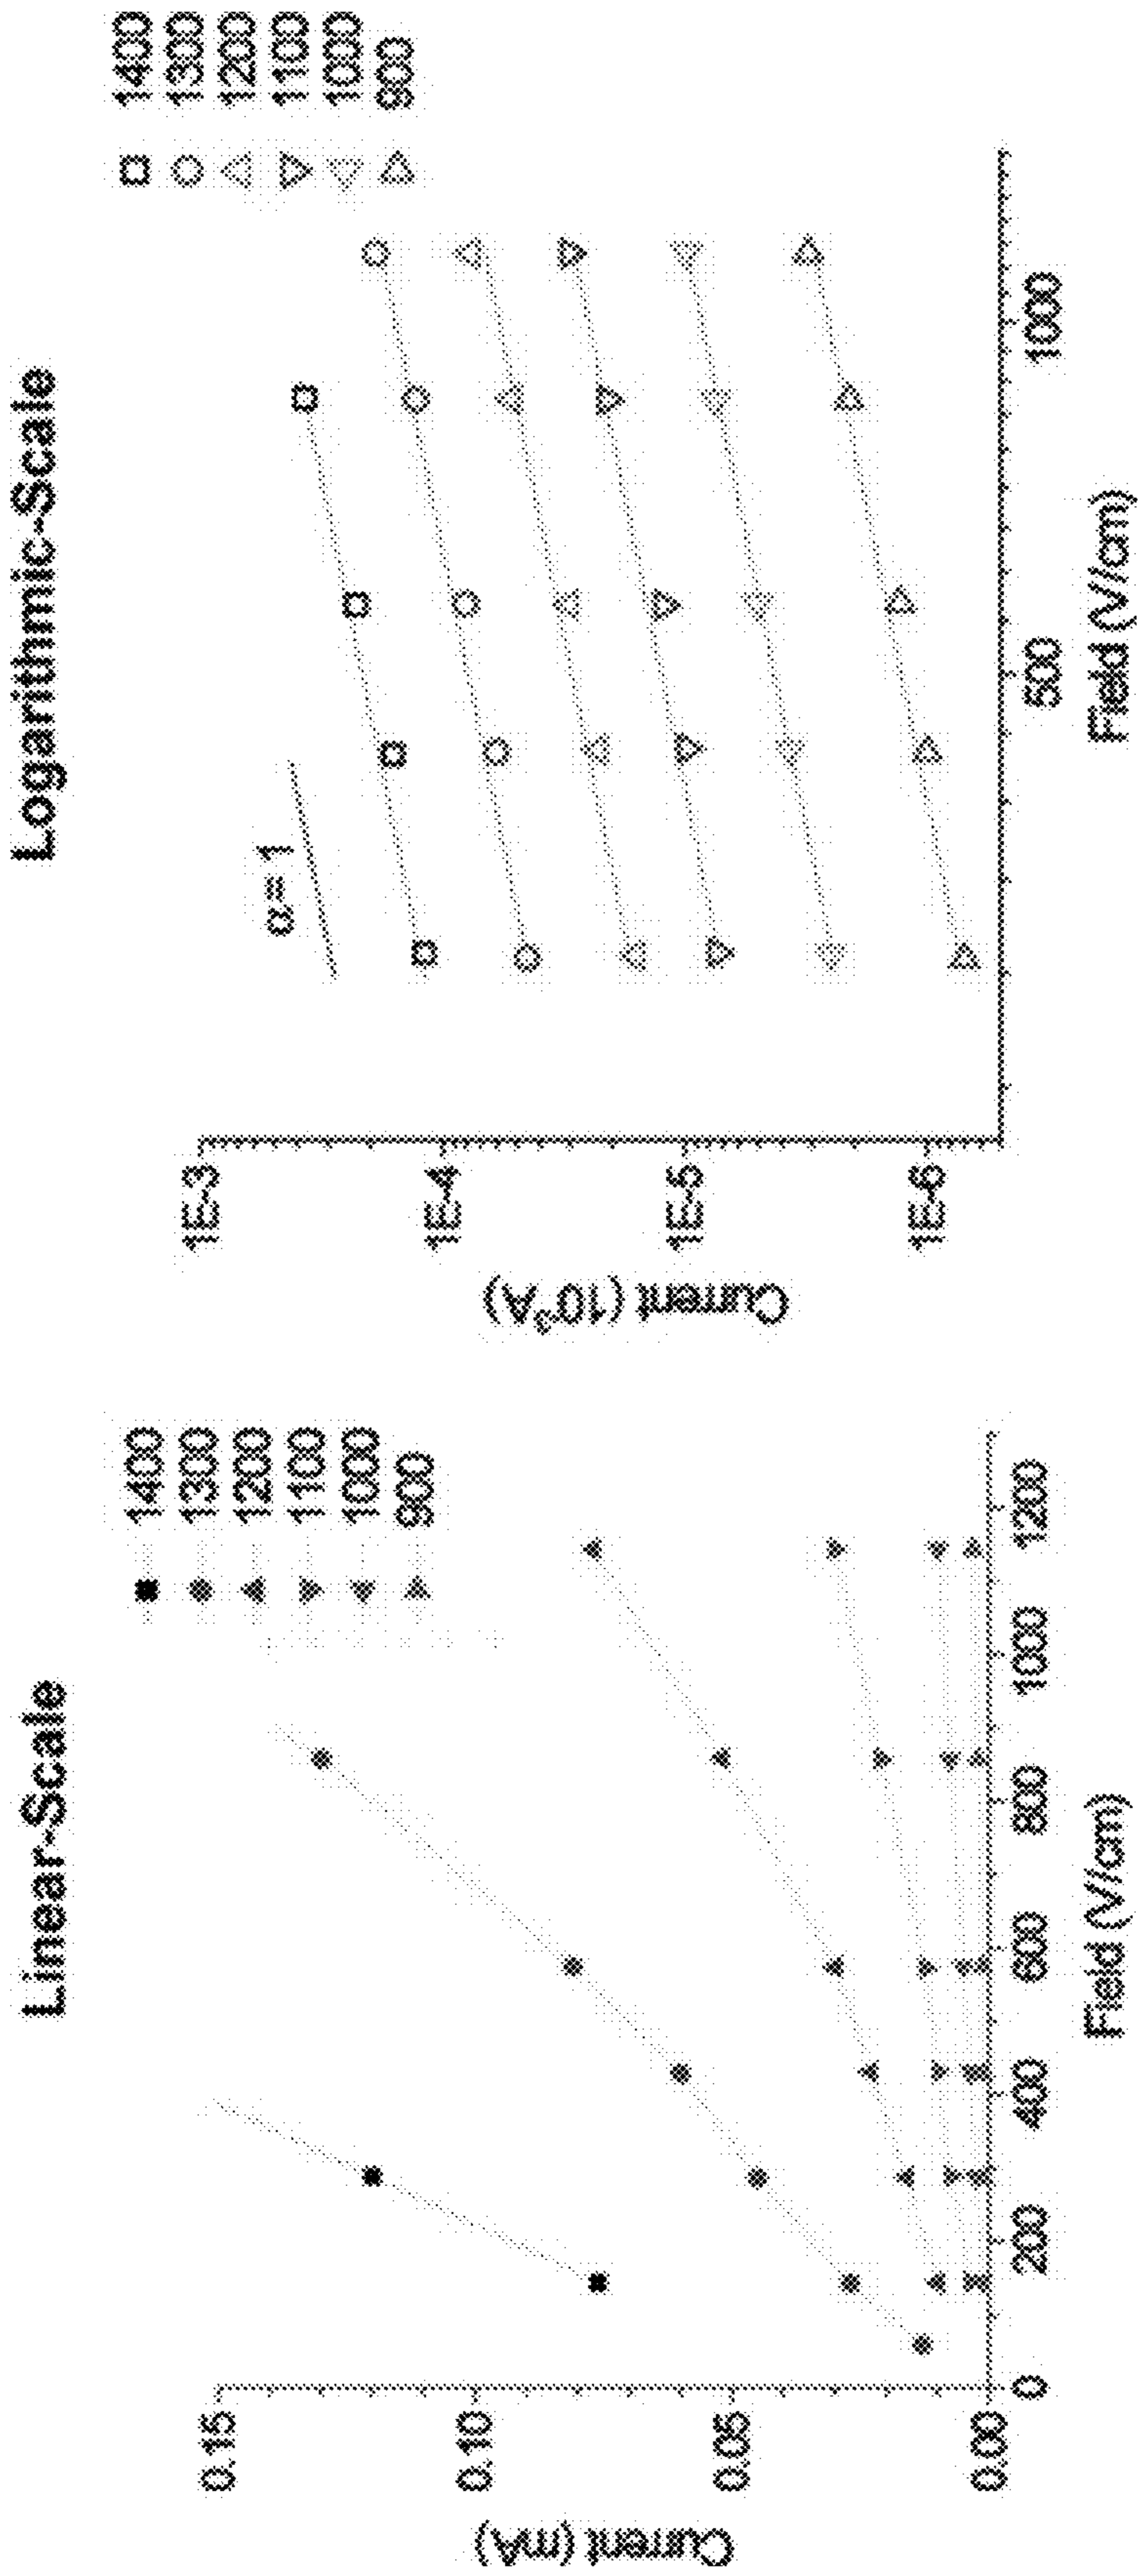 Linear-Scale
Current (mA)
0.15
0.10
0.05
0.00
0
200
400
600
800
1000
1200
Field (V/cm)
1400
1300
1200
1100
1000
900
Logarithmic-Scale
Current (10³A)
1E-3
1E-4
1E-5
1E-6
500
1000
Field (V/cm)
α=1
1400
1300
1200
1100
1000
900